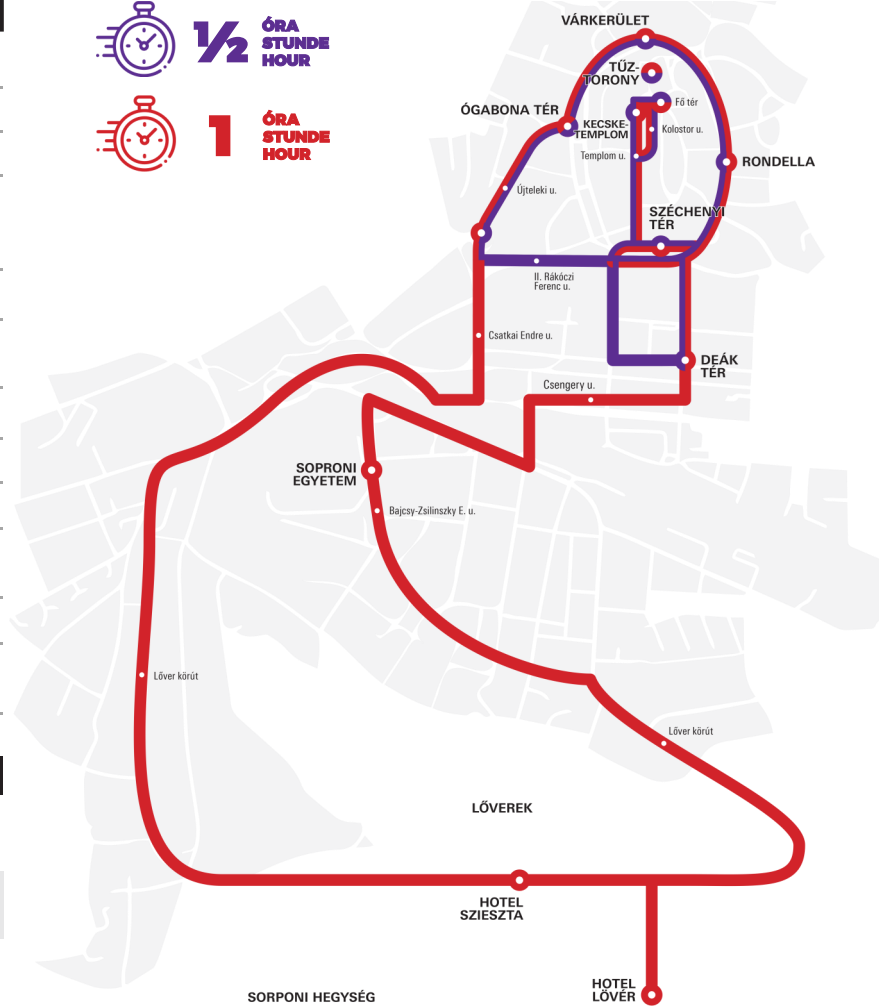 1/2
ÓRA
STUNDE
HOUR
1
ÓRA
STUNDE
HOUR
VÁRKERÜLET
TŰZ-
TORONY
ÓGABONA TÉR
KECSKE-
TEMPLOM
Fő tér
Kolostor u.
Templom u.
RONDELLA
Újteleki u.
SZÉCHENYI
TÉR
II. Rákóczi
Ferenc u.
Csatkai Endre u.
DEÁK
TÉR
Csengery u.
SOPRONI
EGYETEM
Bajcsy-Zsilinszky E. u.
Lőver körút
Lőver körút
LŐVEREK
HOTEL
SZIESZTA
HOTEL
LÖVÉR
SORPONI HEGYSÉG